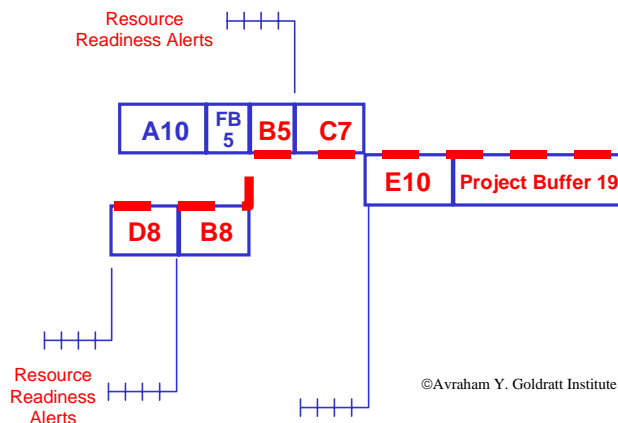 Resource
Readiness Alerts
A10
FB
5
B5
C7
E10
Project Buffer 19
D8
B8
Resource
Readiness
Alerts
©Avraham Y. Goldratt Institute